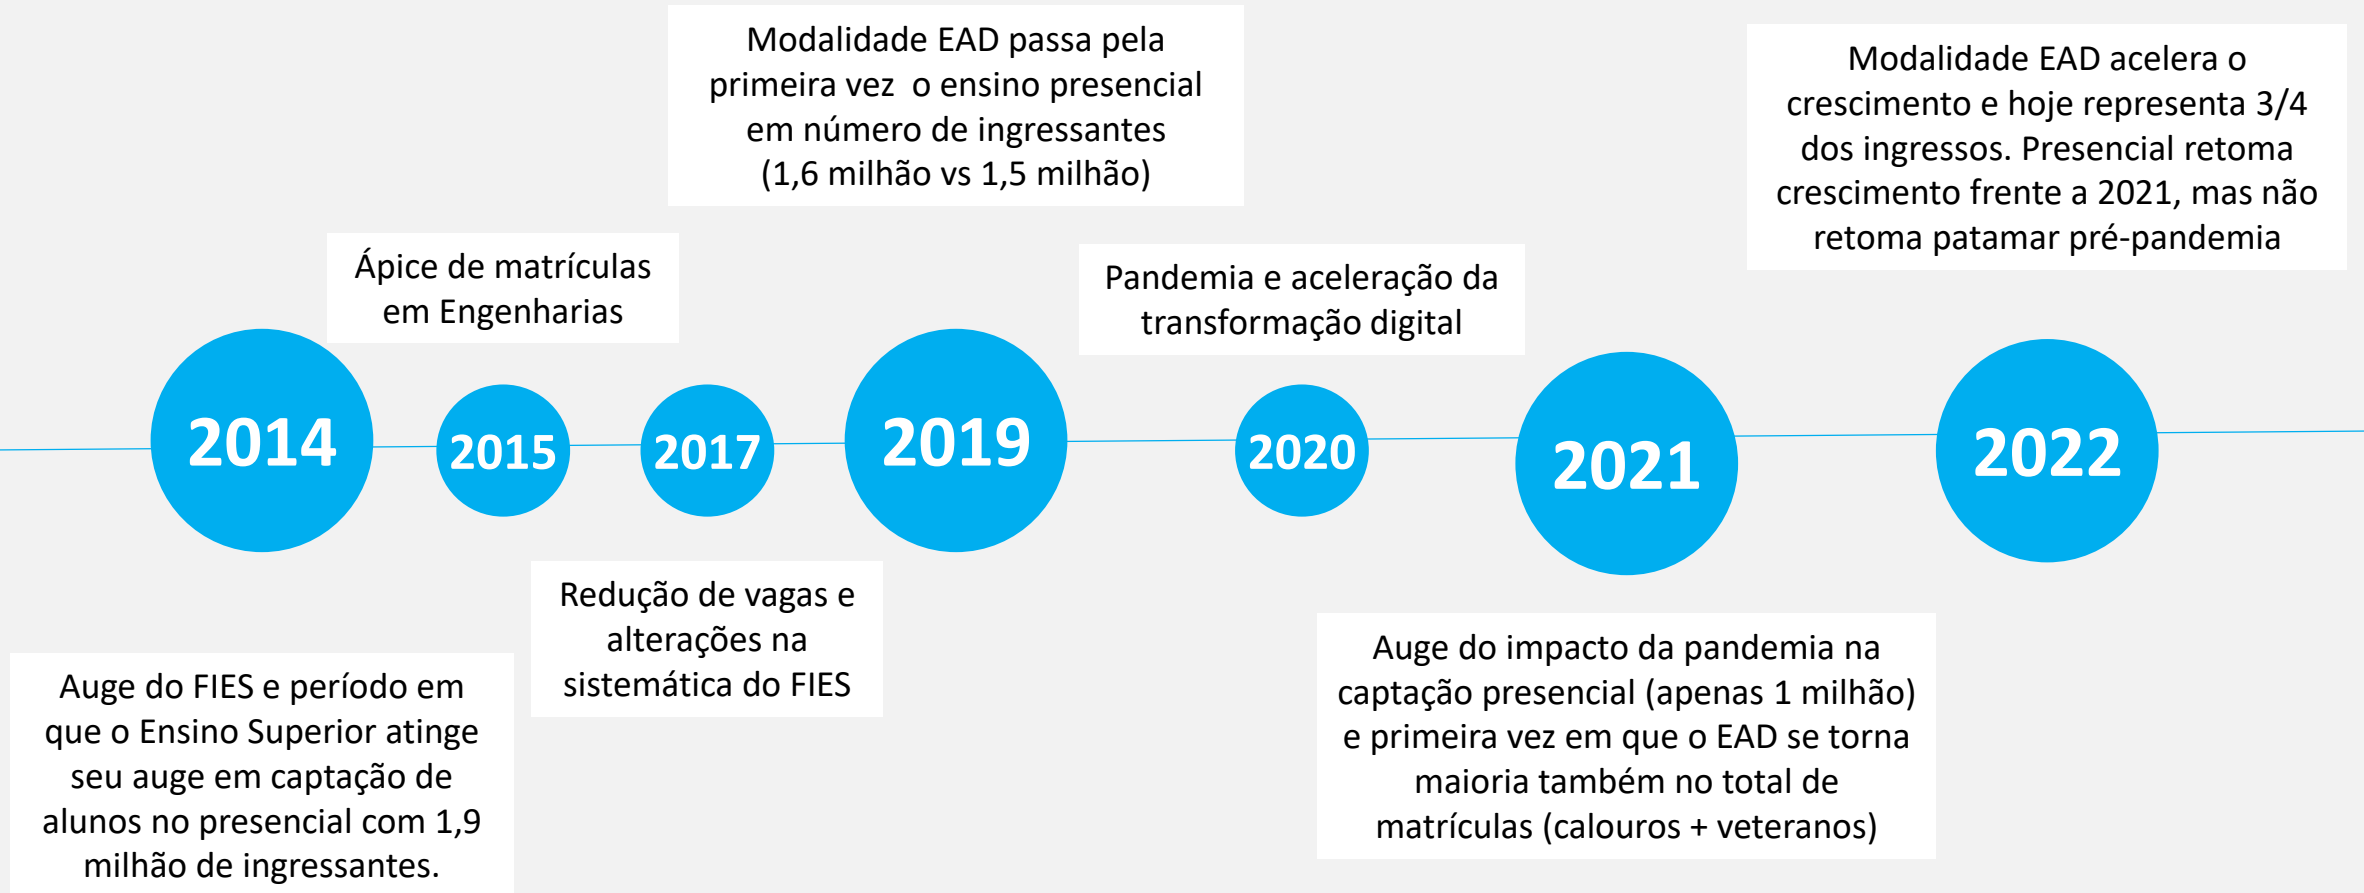 Modalidade EAD passa pela
primeira vez o ensino presencial
em número de ingressantes
(1,6 milhão vs 1,5 milhão)
Modalidade EAD acelera o
crescimento e hoje representa 3/4
dos ingressos. Presencial retoma
crescimento frente a 2021, mas não
retoma patamar pré-pandemia
Ápice de matrículas
em Engenharias
Pandemia e aceleração da
transformação digital
2014
2015
2017
2019
2020
2021
2022
Redução de vagas e
alterações na
sistemática do FIES
Auge do FIES e período em
que o Ensino Superior atinge
seu auge em captação de
alunos no presencial com 1,9
milhão de ingressantes.
Auge do impacto da pandemia na
captação presencial (apenas 1 milhão)
e primeira vez em que o EAD se torna
maioria também no total de
matrículas (calouros + veteranos)